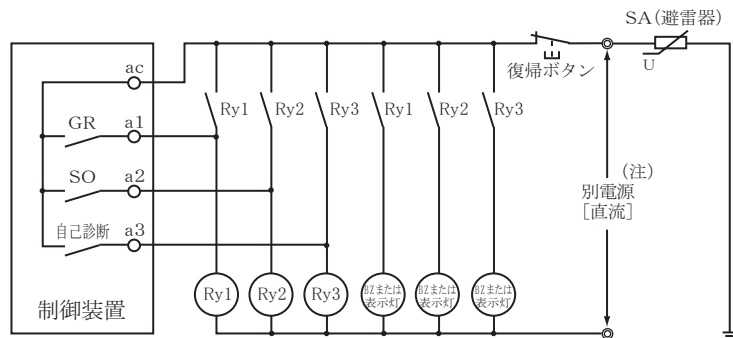 SA(避雷器)
U
復帰ボタン
ac
GR
a1
SO
a2
自己診断
a3
Ry1
Ry2
Ry3
Ry1
Ry2
Ry3
(注)
別電源
[直流]
Ry1
Ry2
Ry3
BZまたは
表示灯
BZまたは
表示灯
BZまたは
表示灯
制御装置